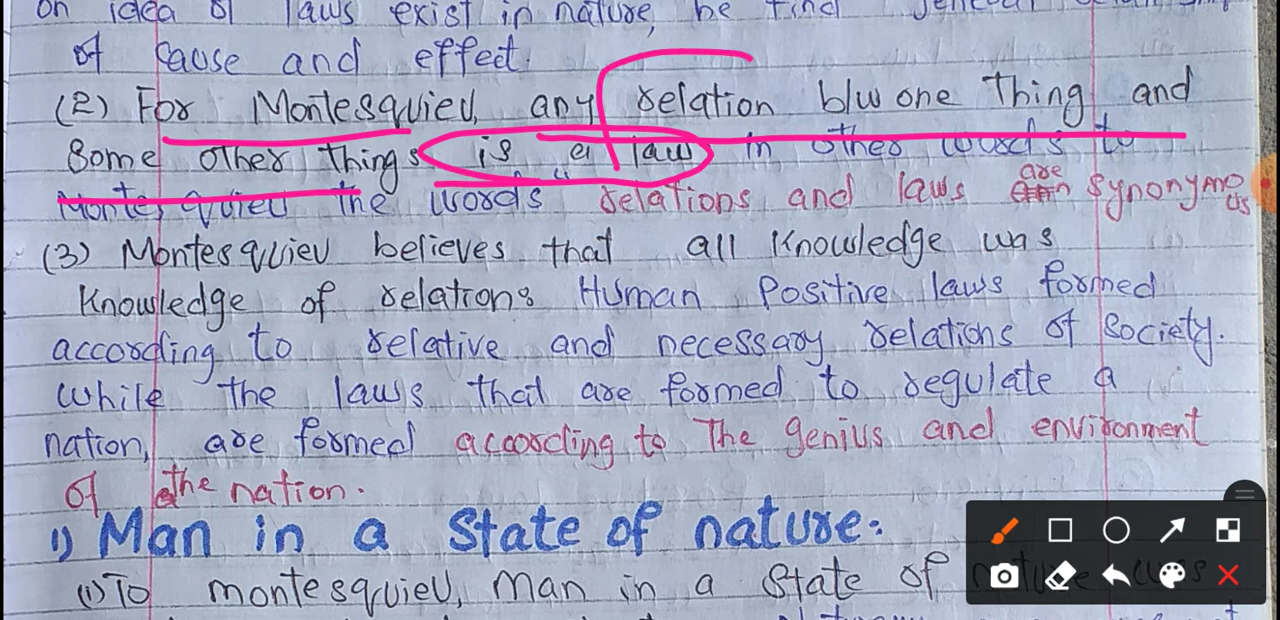 on idea of laws exist in nature, he find
of cause and effect.
(2) For Montesquieu, any relation b/w one Thing and
Some other things is a law in other words to
Montesquieu the words relations and laws are synonymous
(3) Montesquieu believes that all Knowledge was
Knowledge of relations Human Positive laws formed
according to relative and necessary relations of society.
while the laws that are formed to regulate a
nation, are formed according to The genius and environment
of the nation.
1) Man in a State of nature:
(1) To montesquieu, man in a State of nature was